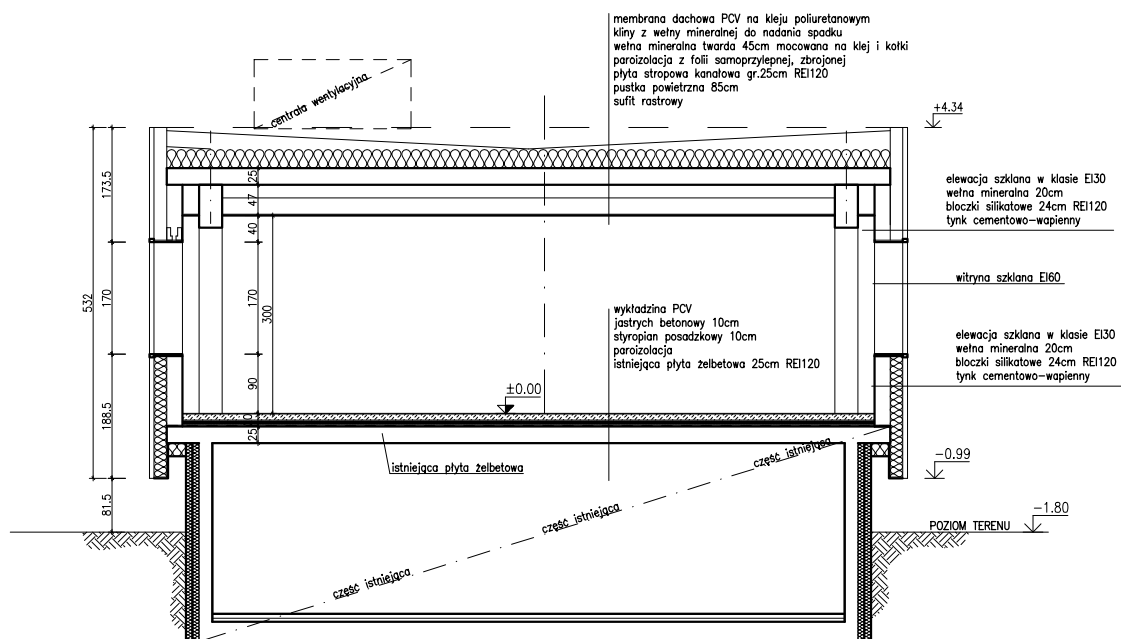 membrana dachowa PCV na kleju poliuretanowym
kliny z wełny mineralnej do nadania spadku
wełna mineralna twarda 45cm mocowana na klej i kołki
paroizolacja z folii samoprzylepnej, zbrojonej
płyta stropowa kanałowa gr.25cm REI120
pustka powietrzna 85cm
sufit rastrowy
centrala wentylacyjna
+4.34
elewacja szklana w klasie EI30
wełna mineralna 20cm
bloczki silikatowe 24cm REI120
tynk cementowo-wapienny
witryna szklana EI60
elewacja szklana w klasie EI30
wełna mineralna 20cm
bloczki silikatowe 24cm REI120
tynk cementowo-wapienny
wykładzina PCV
jastrych betonowy 10cm
styropian posadzkowy 10cm
paroizolacja
istniejąca płyta żelbetowa 25cm REI120
532
173.5
170
188.5
81.5
25
47
40
170
300
90
25
±0.00
istniejąca płyta żelbetowa
część istniejąca
część istniejąca
część istniejąca
-0.99
-1.80
POZIOM TERENU